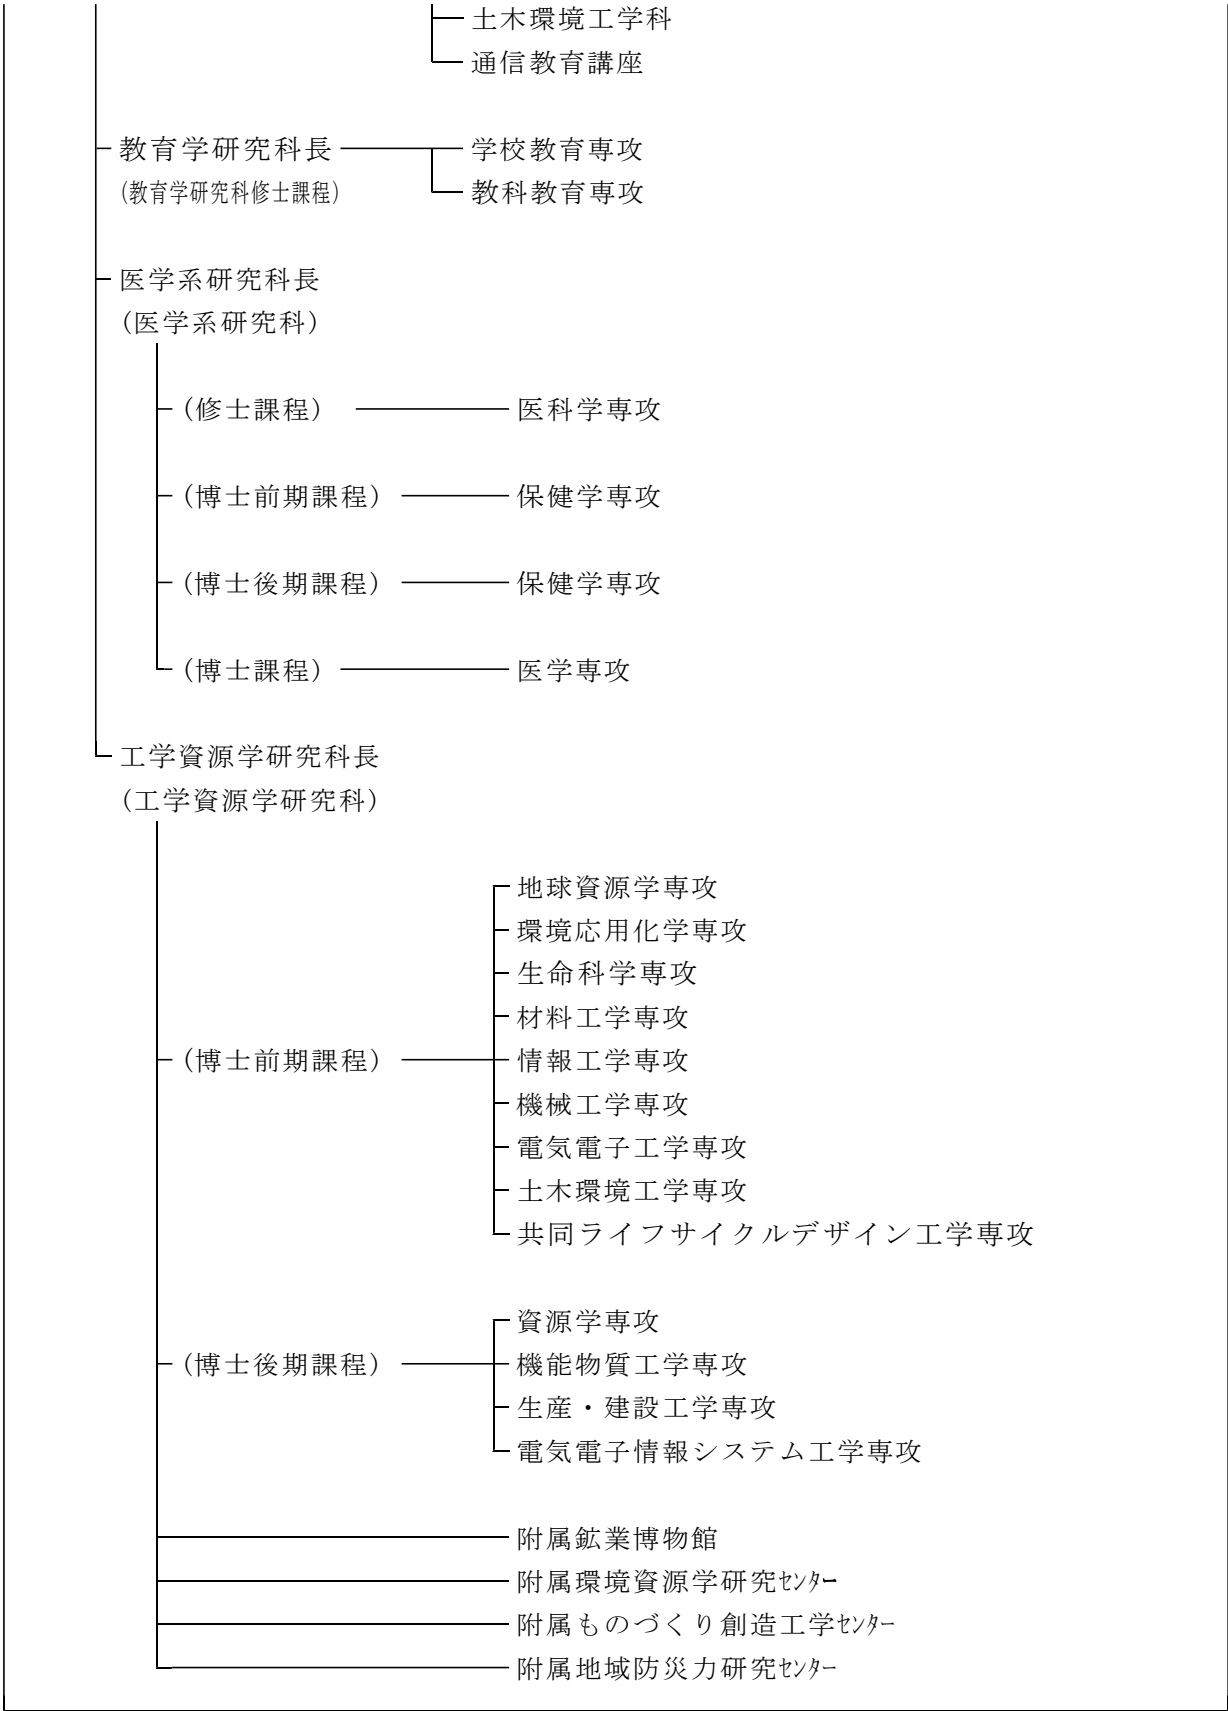 土木環境工学科
通信教育講座
教育学研究科長 学校教育専攻
(教育学研究科修士課程) 教科教育専攻
医学系研究科長
(医学系研究科)
(修士課程) 医科学専攻
(博士前期課程) 保健学専攻
(博士後期課程) 保健学専攻
(博士課程) 医学専攻
工学資源学研究科長
(工学資源学研究科)
地球資源学専攻
環境応用化学専攻
生命科学専攻
材料工学専攻
(博士前期課程) 情報工学専攻
機械工学専攻
電気電子工学専攻
土木環境工学専攻
共同ライフサイクルデザイン工学専攻
資源学専攻
(博士後期課程) 機能物質工学専攻
生産・建設工学専攻
電気電子情報システム工学専攻
附属鉱業博物館
附属環境資源学研究ｾﾝﾀｰ
附属ものづくり創造工学ｾﾝﾀｰ
附属地域防災力研究ｾﾝﾀｰ